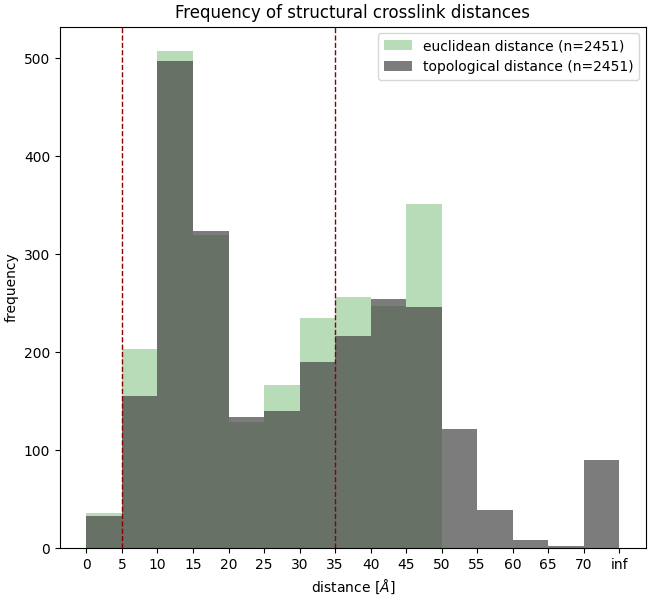 Frequency of structural crosslink distances
euclidean distance (n=2451)
topological distance (n=2451)
500
400
300
200
100
0
frequency
0 5 10 15 20 25 30 35 40 45 50 55 60 65 70 inf
distance [Å]